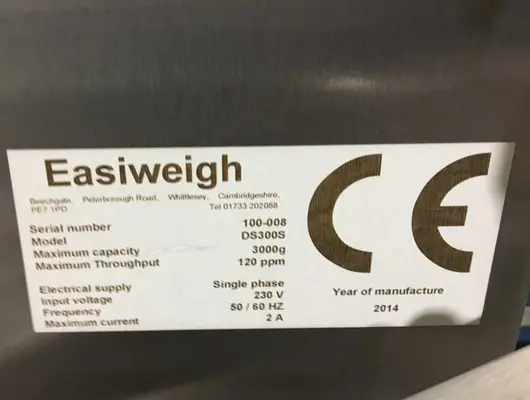 Easiweigh
Beechgate, Peterborough Road, Whittlesey, Cambridgeshire,
PE7 1PD Tel 01733 202088
Serial number 100-008
Model DS300S
Maximum capacity 3000g
Maximum Throughput 120 ppm
Electrical supply Single phase
Input voltage 230 V
Frequency 50 / 60 HZ
Maximum current 2 A
CE
Year of manufacture
2014